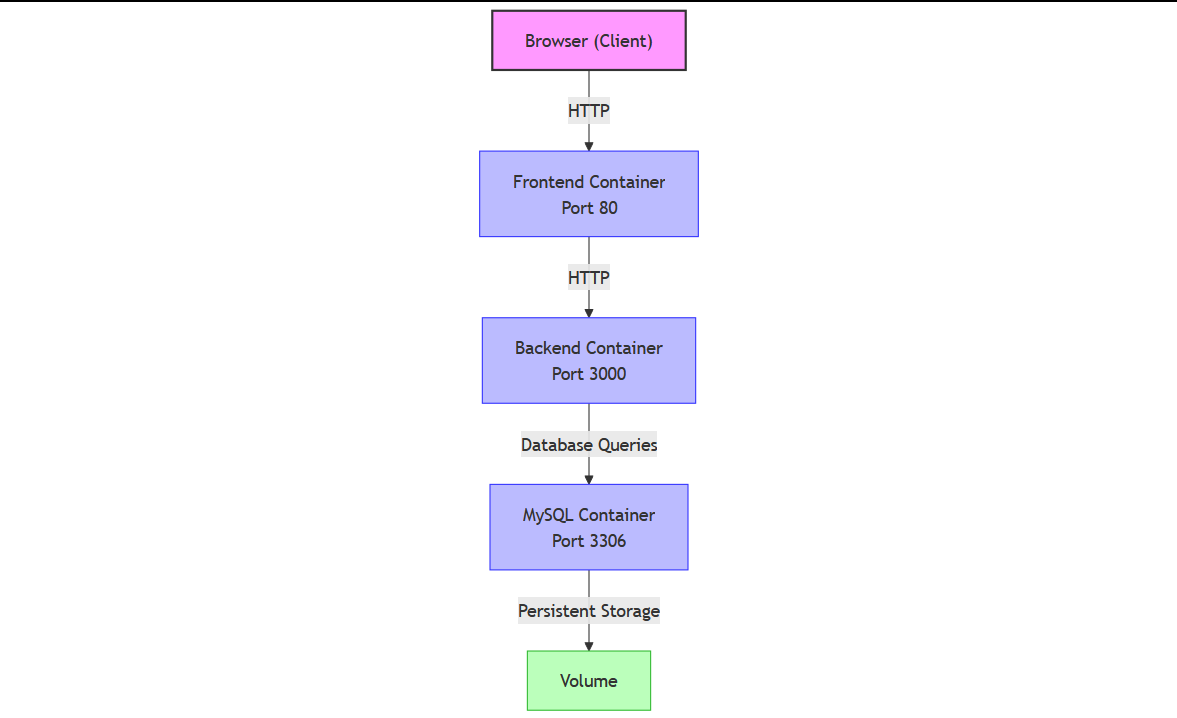 Browser (Client)
HTTP
Frontend Container
Port 80
HTTP
Backend Container
Port 3000
Database Queries
MySQL Container
Port 3306
Persistent Storage
Volume